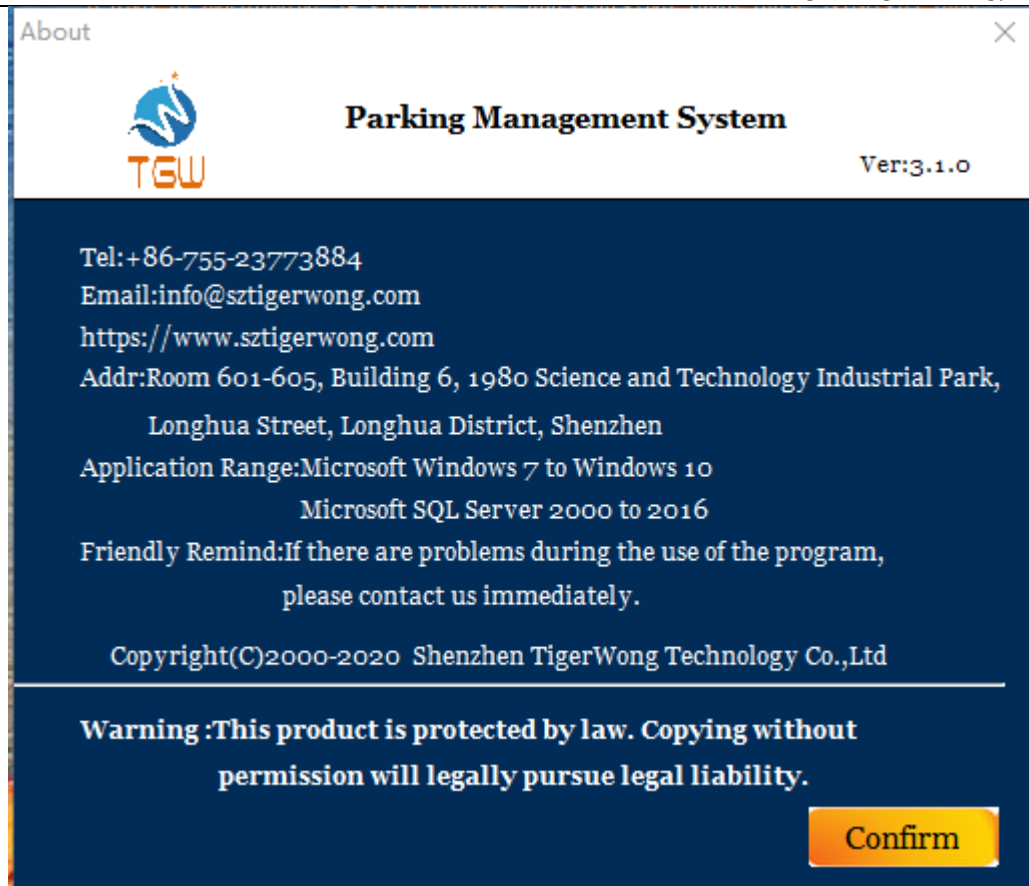 About
TGW
Parking Management System
Ver:3.1.0
Tel:+86-755-23773884
Email:info@sztigerwong.com
https://www.sztigerwong.com
Addr:Room 601-605, Building 6, 1980 Science and Technology Industrial Park,
Longhua Street, Longhua District, Shenzhen
Application Range:Microsoft Windows 7 to Windows 10
Microsoft SQL Server 2000 to 2016
Friendly Remind:If there are problems during the use of the program,
please contact us immediately.
Copyright(C)2000-2020 Shenzhen TigerWong Technology Co.,Ltd
Warning :This product is protected by law. Copying without
permission will legally pursue legal liability.
Confirm